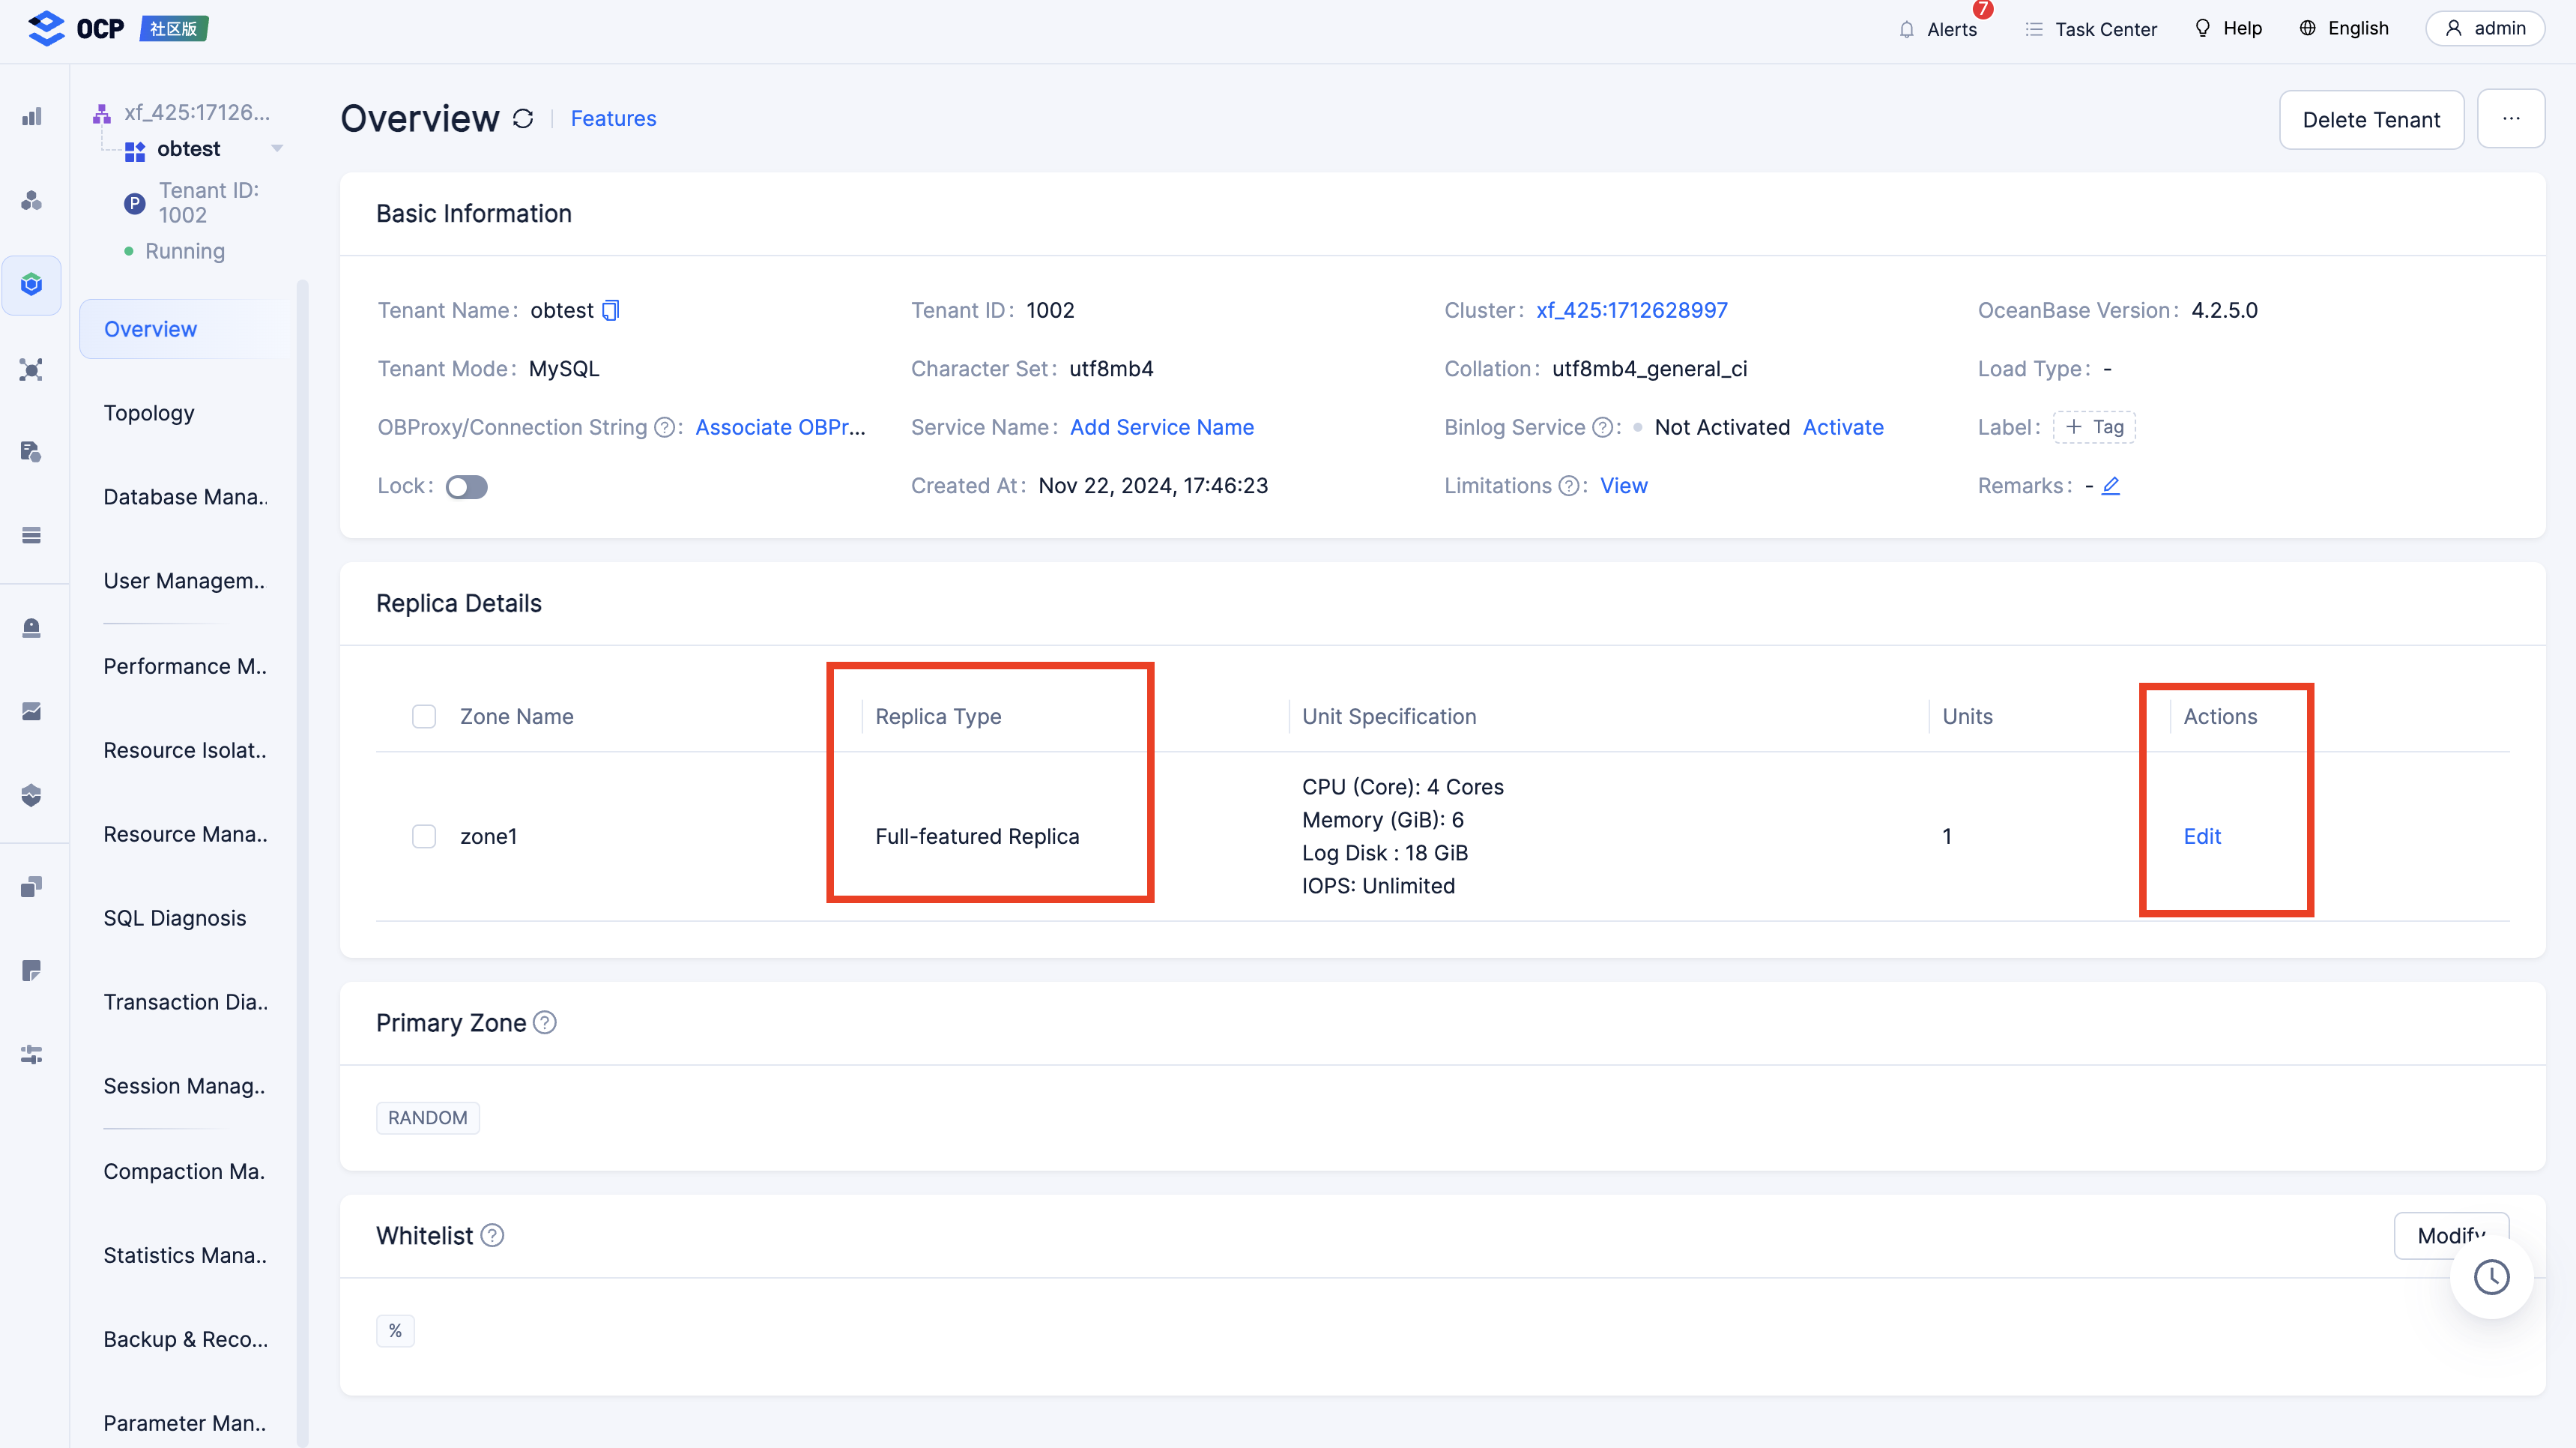 OCP 社区版
7
Alerts
Task Center
Help
English
admin
xf_425:17126...
obtest
P Tenant ID: 1002
Running
Overview
Topology
Database Mana..
User Managem..
Performance M..
Resource Isolat..
Resource Mana..
SQL Diagnosis
Transaction Dia..
Session Manag..
Compaction Ma.
Statistics Mana..
Backup & Reco...
Parameter Man..
Overview
Features
Delete Tenant
...
Basic Information
Tenant Name: obtest
Tenant ID: 1002
Cluster: xf_425:1712628997
OceanBase Version: 4.2.5.0
Tenant Mode: MySQL
Character Set: utf8mb4
Collation: utf8mb4_general_ci
Load Type: -
OBProxy/Connection String ?: Associate OBPr...
Service Name: Add Service Name
Binlog Service ?: Not Activated Activate
Label: + Tag
Lock:
Created At: Nov 22, 2024, 17:46:23
Limitations ?: View
Remarks: -
Replica Details
Zone Name Replica Type Unit Specification Units Actions
zone1
Full-featured Replica
CPU (Core): 4 Cores
Memory (GiB): 6
Log Disk : 18 GiB
IOPS: Unlimited
1
Edit
Primary Zone ?
RANDOM
Whitelist ?
Modify
%